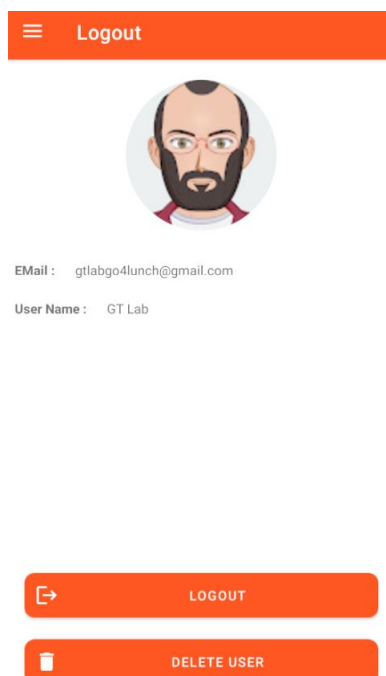 Logout
EMail : gtlabgo4lunch@gmail.com
User Name : GT Lab
LOGOUT
DELETE USER